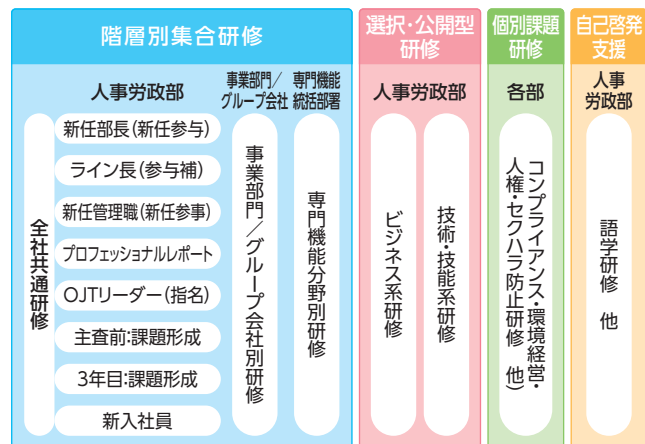 階層別集合研修
人事労政部
事業部門/
グループ会社
専門機能
統括部署
全社共通研修
新任部長(新任参与)
ライン長(参与補)
新任管理職(新任参事)
プロフェッショナルレポート
OJTリーダー(指名)
主査前:課題形成
3年目:課題形成
新入社員
事業部門/グループ会社別研修
専門機能分野別研修
選択・公開型
研修
人事労政部
ビジネス系研修
技術・技能系研修
個別課題
研修
各部
コンプライアンス・環境経営・
人権・セクハラ防止研修 他)
自己啓発
支援
人事
労政部
語学研修 他